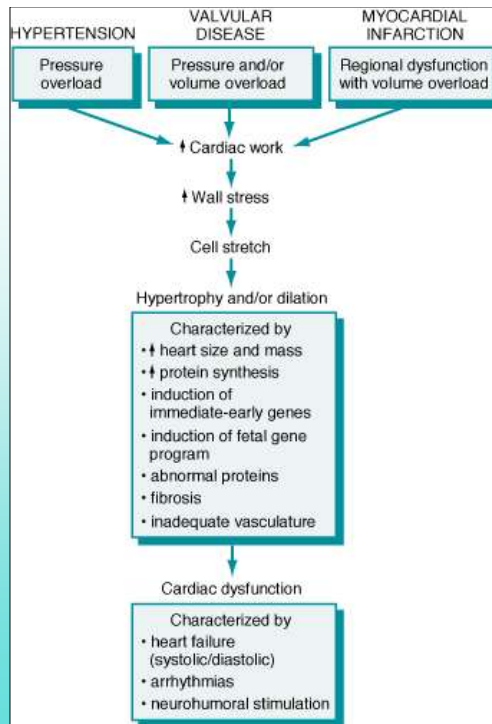 HYPERTENSION
Pressure
overload
VALVULAR
DISEASE
Pressure and/or
volume overload
MYOCARDIAL
INFARCTION
Regional dysfunction
with volume overload
Cardiac work
Wall stress
Cell stretch
Hypertrophy and/or dilation
Characterized by
• heart size and mass
• protein synthesis
• induction of
immediate-early genes
• induction of fetal gene
program
• abnormal proteins
• fibrosis
• inadequate vasculature
Cardiac dysfunction
Characterized by
• heart failure
(systolic/diastolic)
• arrhythmias
• neurohumoral stimulation